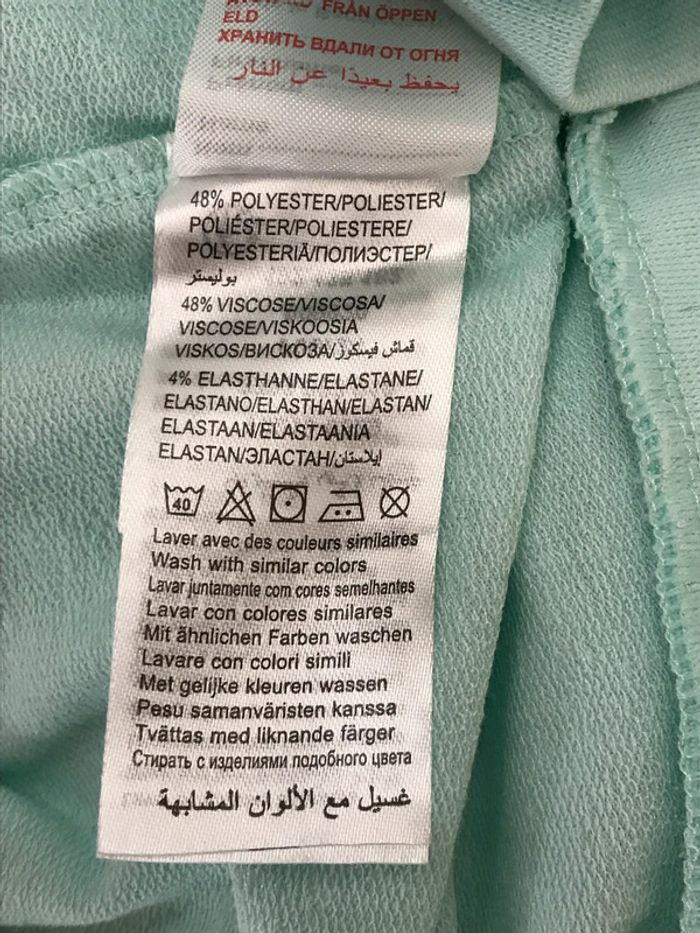 FRÅN ÖPPEN
ELD
ХРАНИТЬ ВДАЛИ ОТ ОГНЯ
يحفظ بعيدًا عن النار
48% POLYESTER/POLIESTER/
POLIÉSTER/POLIESTERE/
POLYESTERIÄ/ПОЛИЭСТЕР/
بوليستر
48% VISCOSE/VISCOSA/
VISCOSE/VISKOOSIA
VISKOS/ВИСКОЗА/قماش فيسكوز
4% ELASTHANNE/ELASTANE/
ELASTANO/ELASTHAN/ELASTAN/
ELASTAAN/ELASTAANIA
ELASTAN/ЭЛАСТАН/إيلاستان
40
Laver avec des couleurs similaires
Wash with similar colors
Lavar juntamente com cores semelhantes
Lavar con colores similares
Mit ähnlichen Farben waschen
Lavare con colori simili
Met gelijke kleuren wassen
Pesu samanväristen kanssa
Tvättas med liknande färger
Стирать с изделиями подобного цвета
غسيل مع الألوان المشابهة